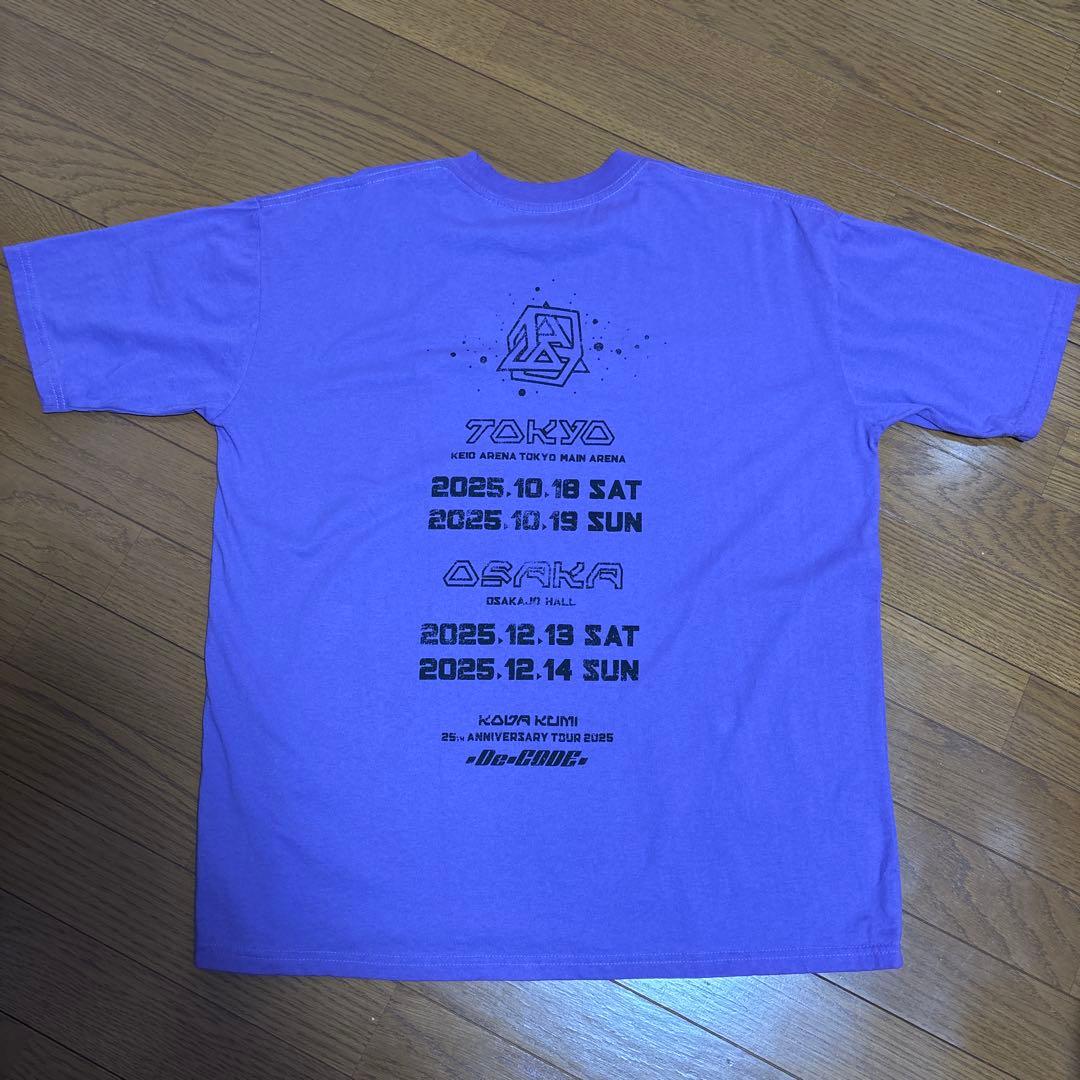 TOKYO
KEIO ARENA TOKYO MAIN ARENA
2025.10.18 SAT
2025.10.19 SUN
OSAKA
OSAKAJO HALL
2025.12.13 SAT
2025.12.14 SUN
KODA KUMI
25TH ANNIVERSARY TOUR 2025
De-CODE